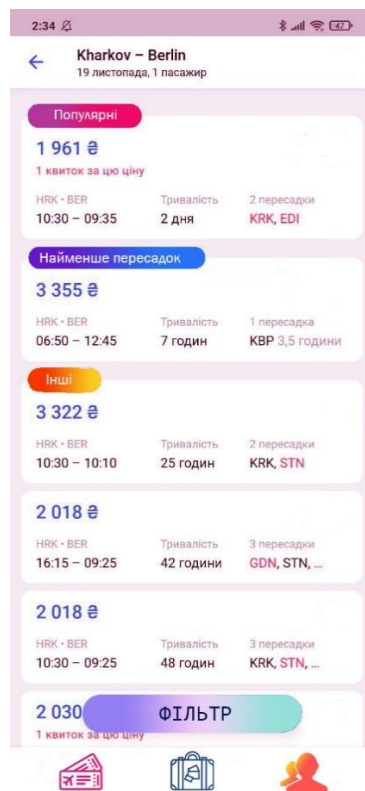 2:34
47
Kharkov – Berlin
19 листопада, 1 пасажир
Популярні
1 961 ₴
1 квиток за цю ціну
HRK • BER Тривалість 2 пересадки
10:30 – 09:35 2 дня KRK, EDI
Найменше пересадок
3 355 ₴
HRK • BER Тривалість 1 пересадка
06:50 – 12:45 7 годин KBP 3,5 години
Інші
3 322 ₴
HRK • BER Тривалість 2 пересадки
10:30 – 10:10 25 годин KRK, STN
2 018 ₴
HRK • BER Тривалість 3 пересадки
16:15 – 09:25 42 години GDN, STN, ...
2 018 ₴
HRK • BER Тривалість 3 пересадки
10:30 – 09:25 48 годин KRK, STN, ...
2 030
ФІЛЬТР
1 квиток за цю ціну